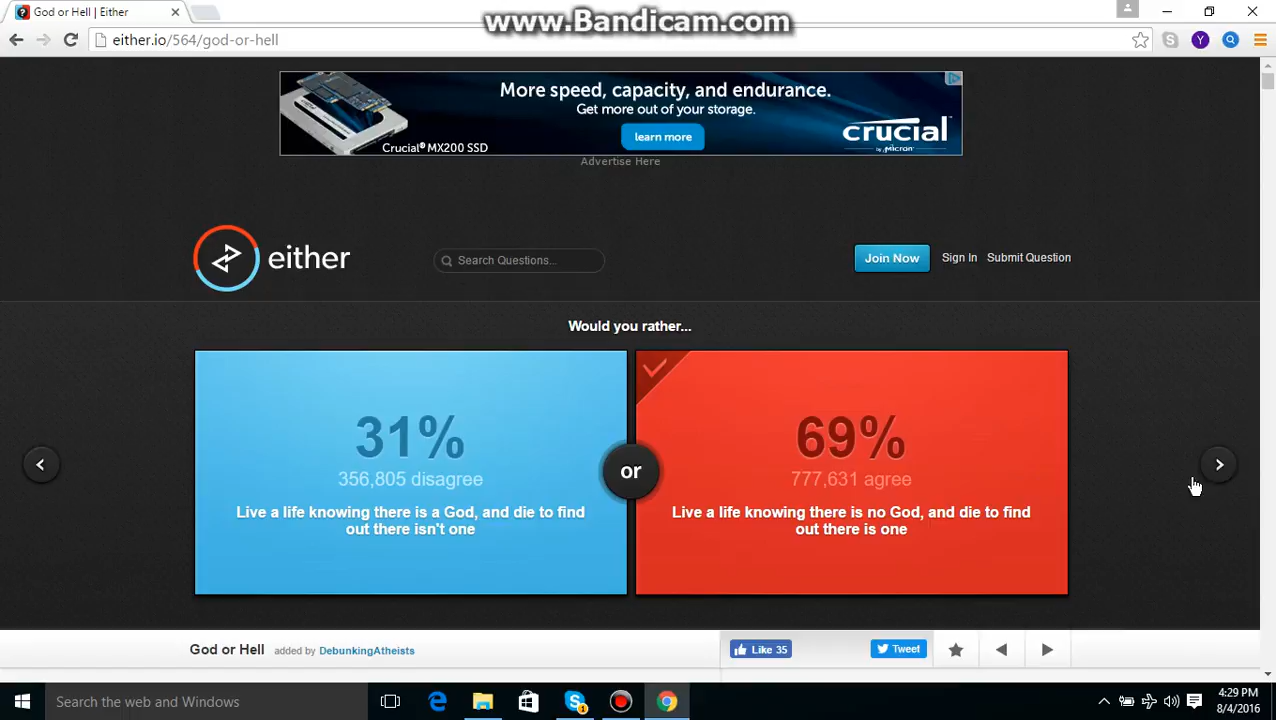 www.Bandicam.com
God or Hell | Either
either.io/564/god-or-hell
More speed, capacity, and endurance.
Get more out of your storage.
learn more
Crucial® MX200 SSD
crucial
by Micron
Advertise Here
either
Search Questions...
Join Now
Sign In
Submit Question
Would you rather...
31%
356,805 disagree
Live a life knowing there is a God, and die to find
out there isn't one
or
69%
777,631 agree
Live a life knowing there is no God, and die to find
out there is one
God or Hell
added by DebunkingAtheists
Like 35
Tweet
Search the web and Windows
4:29 PM
8/4/2016